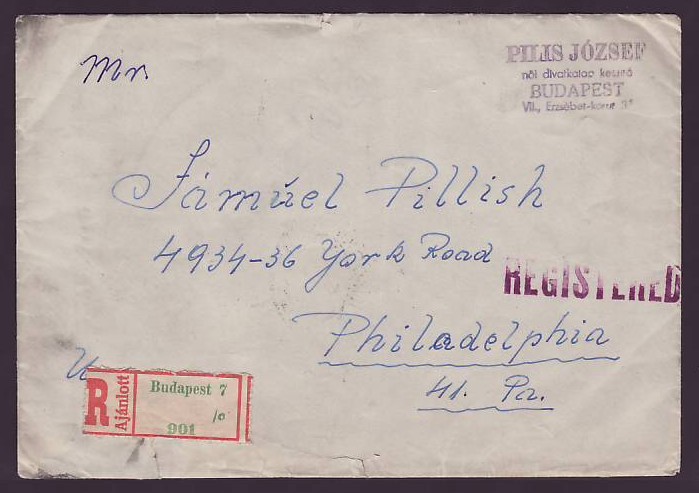 Mr.
PILIS JÓZSEF
női divatkalap készítő
BUDAPEST
VII., Erzsébet-körut
Sámuel Pillish
4934-36 York Road
REGISTERED
Philadelphia
41. Pa.
U
R
Ajánlott
Budapest 7
/c
901